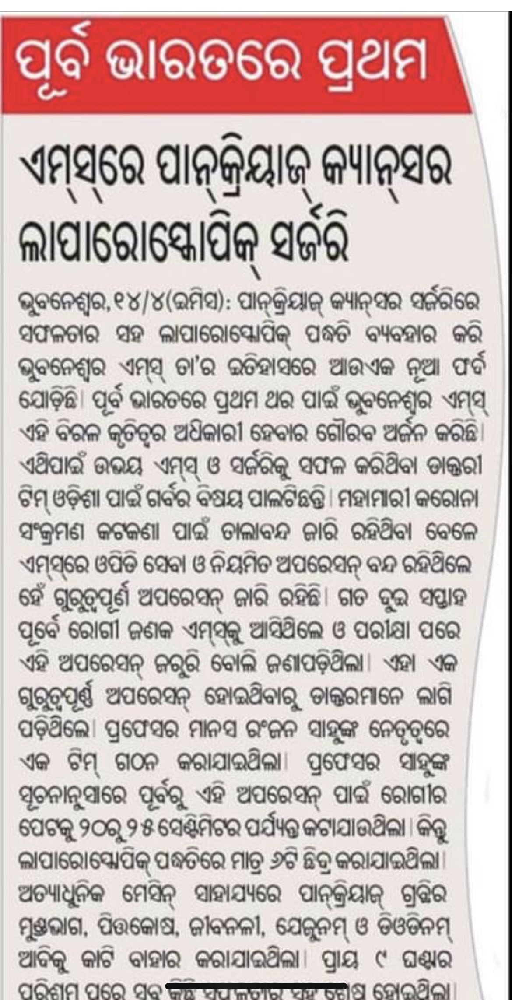 ପୂର୍ବ ଭାରତରେ ପ୍ରଥମ
ଏମ୍‌ସ୍‌ରେ ପାନ୍‌କ୍ରିୟାଜ୍ କ୍ୟାନ୍‌ସର
ଲାପାରୋସ୍କୋପିକ୍ ସର୍ଜରି
ଭୁବନେଶ୍ୱର,୧୪/୪(ଇମିସ): ପାନ୍‌କ୍ରିୟାଜ୍ କ୍ୟାନ୍‌ସର ସର୍ଜରିରେ
ସଫଳତାର ସହ ଲାପାରୋସ୍କୋପିକ୍ ପଦ୍ଧତି ବ୍ୟବହାର କରି
ଭୁବନେଶ୍ୱର ଏମ୍‌ସ୍ ତା'ର ଇତିହାସରେ ଆଉଏକ ନୂଆ ଫର୍ଦ୍ଦ
ଯୋଡ଼ିଛି। ପୂର୍ବ ଭାରତରେ ପ୍ରଥମ ଥର ପାଇଁ ଭୁବନେଶ୍ୱର ଏମ୍‌ସ୍
ଏହି ବିରଳ କୃତିତ୍ୱର ଅଧିକାରୀ ହେବାର ଗୌରବ ଅର୍ଜନ କରିଛି।
ଏଥିପାଇଁ ଉଭୟ ଏମ୍‌ସ୍ ଓ ସର୍ଜରିକୁ ସଫଳ କରିଥିବା ଡାକ୍ତରୀ
ଟିମ୍ ଓଡ଼ିଶା ପାଇଁ ଗର୍ବର ବିଷୟ ପାଲଟିଛନ୍ତି। ମହାମାରୀ କରୋନା
ସଂକ୍ରମଣ କଟକଣା ପାଇଁ ତାଲାବନ୍ଦ ଜାରି ରହିଥିବା ବେଳେ
ଏମ୍‌ସ୍‌ରେ ଓପିଡି ସେବା ଓ ନିୟମିତ ଅପରେସନ୍ ବନ୍ଦ ରହିଥିଲେ
ହେଁ ଗୁରୁତ୍ୱପୂର୍ଣ ଅପରେସନ୍ ଜାରି ରହିଛି। ଗତ ଦୁଇ ସପ୍ତାହ
ପୂର୍ବେ ରୋଗୀ ଜଣକ ଏମ୍‌ସ୍‌କୁ ଆସିଥିଲେ ଓ ପରୀକ୍ଷା ପରେ
ଏହି ଅପରେସନ୍ ଜରୁରି ବୋଲି ଜଣାପଡ଼ିଥିଲା। ଏହା ଏକ
ଗୁରୁତ୍ୱପୂର୍ଣ୍ଣ ଅପରେସନ୍ ହୋଇଥିବାରୁ ଡାକ୍ତରମାନେ ଲାଗି
ପଡ଼ିଥିଲେ। ପ୍ରଫେସର ମାନସ ରଂଜନ ସାହୁଙ୍କ ନେତୃତ୍ୱରେ
ଏକ ଟିମ୍ ଗଠନ କରାଯାଇଥିଲା। ପ୍ରଫେସର ସାହୁଙ୍କ
ସୂଚନାନୁସାରେ ପୂର୍ବରୁ ଏହି ଅପରେସନ୍ ପାଇଁ ରୋଗୀର
ପେଟକୁ ୨୦ରୁ ୨୫ ସେଣ୍ଟିମିଟର ପର୍ଯ୍ୟନ୍ତ କଟାଯାଉଥିଲା। କିନ୍ତୁ
ଲାପାରୋସ୍କୋପିକ୍ ପଦ୍ଧତିରେ ମାତ୍ର ୬ଟି ଛିଦ୍ର କରାଯାଇଥିଲା।
ଅତ୍ୟାଧୁନିକ ମେସିନ୍ ସାହାଯ୍ୟରେ ପାନ୍‌କ୍ରିୟାଜ୍ ଗ୍ରନ୍ଥିର
ମୁଣ୍ଡଭାଗ, ପିତ୍ତକୋଷ, ଜୀବନଳୀ, ଯେଜୁନମ୍ ଓ ଡିଓଡିନମ୍
ଆଦିକୁ କାଟି ବାହାର କରାଯାଇଥିଲା। ପ୍ରାୟ ୯ ଘଣ୍ଟାର
ପରିଶ୍ରମ ପରେ ସବୁ କିଛି ସଫଳତାର ସହ ଶେଷ ହୋଇଥିଲା।